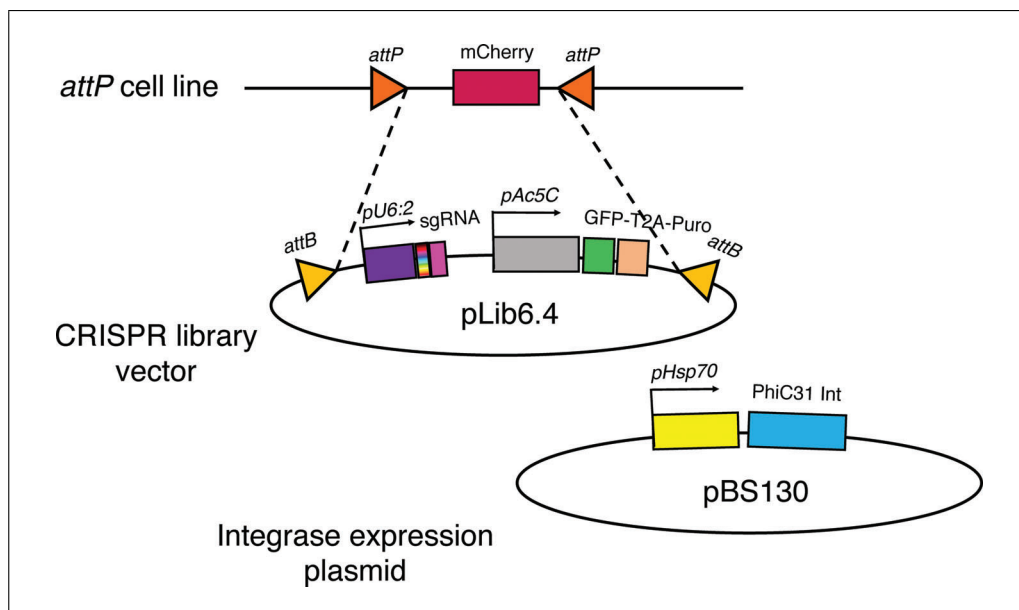 attP
mCherry
attP
attP cell line
pU6:2
sgRNA
pAc5C
GFP-T2A-Puro
attB
attB
pLib6.4
CRISPR library
vector
pHsp70
PhiC31 Int
pBS130
Integrase expression
plasmid